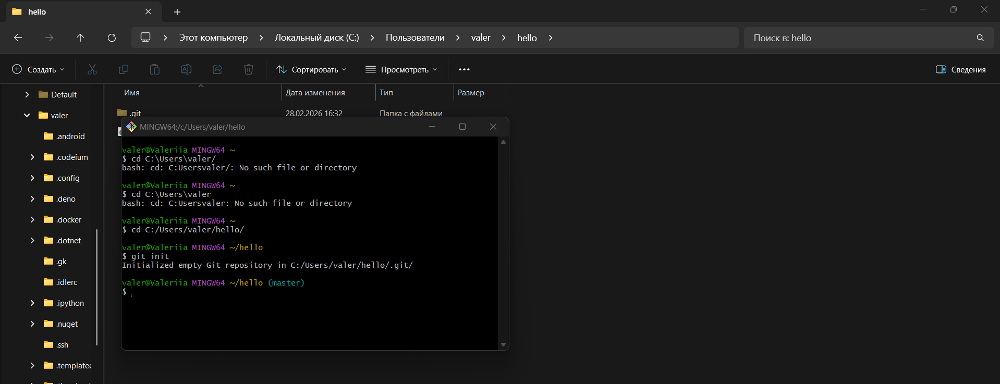 hello
Этот компьютер
Локальный диск (C:)
Пользователи
valer
hello
Поиск в: hello
Создать
Сортировать
Просмотреть
Сведения
Default
valer
.android
.codeium
.config
.deno
.docker
.dotnet
.gk
.idlerc
.ipython
.nuget
.ssh
.templatee
Имя
Дата изменения
Тип
Размер
.git
28.02.2026 16:32
Папка с файлами
MINGW64:/c/Users/valer/hello
valer@Valeriia MINGW64 ~
$ cd C:\Users\valer/
bash: cd: C:Usersvaler/: No such file or directory
valer@Valeriia MINGW64 ~
$ cd C:\Users\valer
bash: cd: C:Usersvaler: No such file or directory
valer@Valeriia MINGW64 ~
$ cd C:/Users/valer/hello/
valer@Valeriia MINGW64 ~/hello
$ git init
Initialized empty Git repository in C:/Users/valer/hello/.git/
valer@Valeriia MINGW64 ~/hello (master)
$